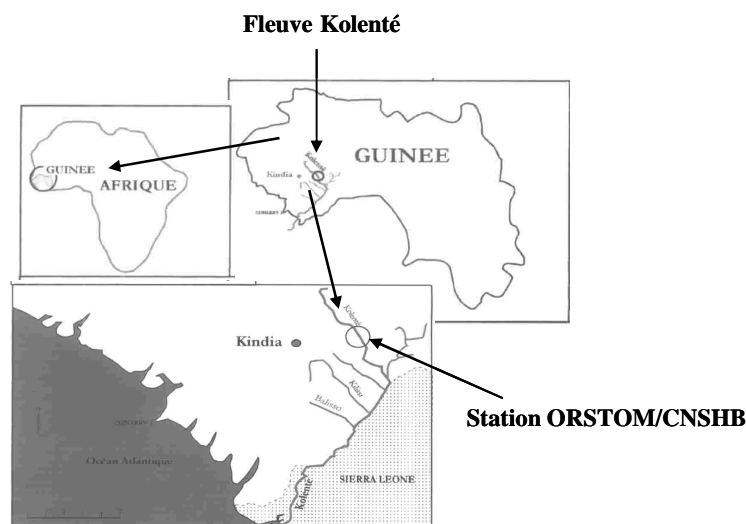 Fleuve Kolenté
GUINEE
AFRIQUE
Kolenté
GUINEE
Kindia
Kolenté
Kindia
Station ORSTOM/CNSHB
Océan Atlantique
SIERRA LEONE
Kolenté